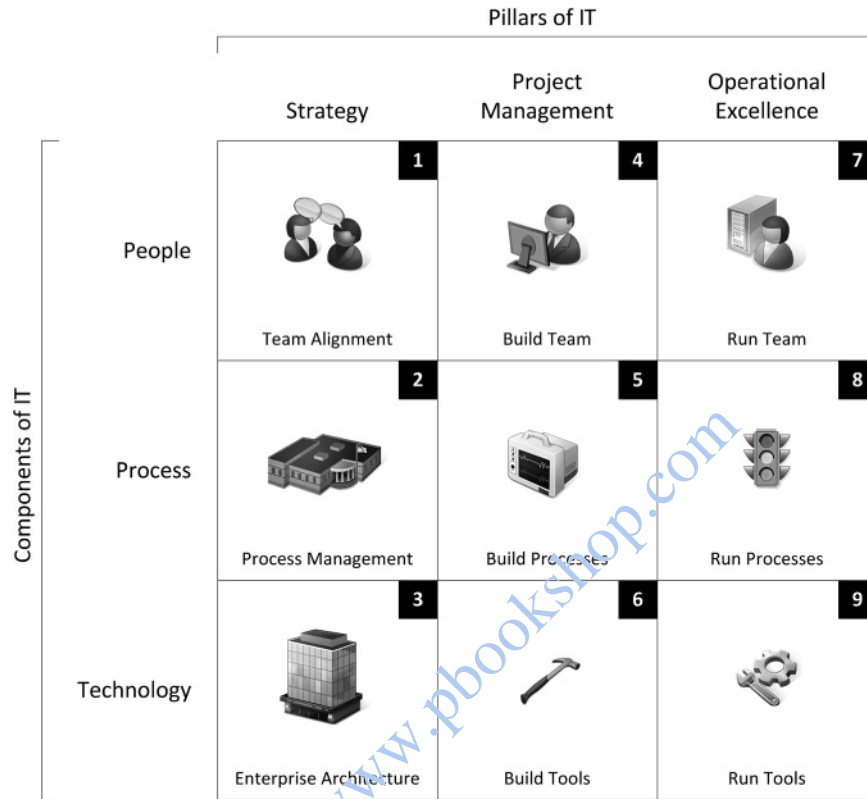 Pillars of IT
Strategy
Project
Management
Operational
Excellence
Components of IT
People
1
Team Alignment
4
Build Team
7
Run Team
Process
2
Process Management
5
Build Processes
8
Run Processes
Technology
3
Enterprise Architecture
6
Build Tools
9
Run Tools
www.pbookshop.com